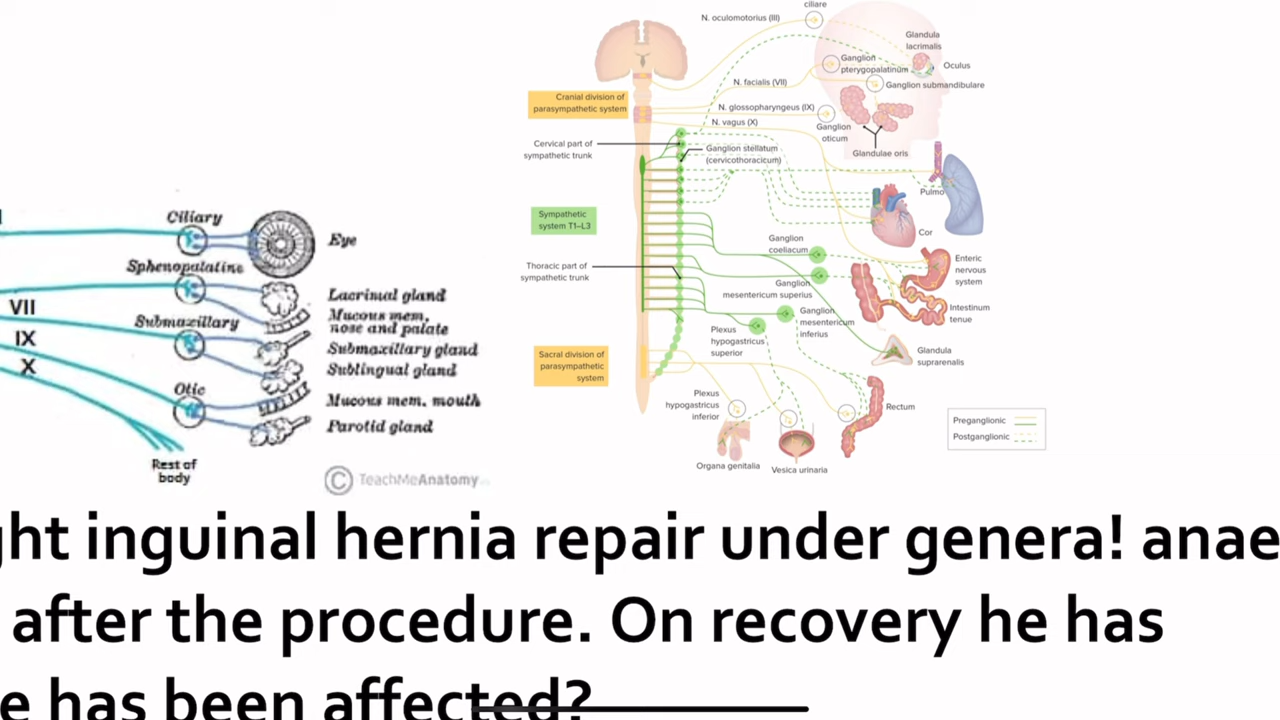 Ciliary
Eye
Sphenopalatine
Lacrimal gland
VII
Mucous mem,
nose and palate
Submaxillary
Submaxillary gland
IX
Sublingual gland
X
Otic
Mucous mem. mouth
Parotid gland
Rest of
body
© TeachMeAnatomy
ciliare
N. oculomotorius (III)
Glandula
lacrimalis
Ganglion
pterygopalatinum
Oculus
N. facialis (VII)
Ganglion submandibulare
Cranial division of
parasympathetic system
N. glossopharyngeus (IX)
N. vagus (X)
Ganglion
oticum
Glandulae oris
Cervical part of
sympathetic trunk
Ganglion stellatum
(cervicothoracicum)
Pulmo
Sympathetic
system T1–L3
Cor
Ganglion
coeliacum
Enteric
nervous
system
Thoracic part of
sympathetic trunk
Ganglion
mesentericum superius
Intestinum
tenue
Ganglion
mesentericum
inferius
Plexus
hypogastricus
superior
Glandula
suprarenalis
Sacral division of
parasympathetic
system
Plexus
hypogastricus
inferior
Rectum
Preganglionic
Postganglionic
Organa genitalia
Vesica urinaria
ght inguinal hernia repair under genera! anae
after the procedure. On recovery he has
e has been affected?